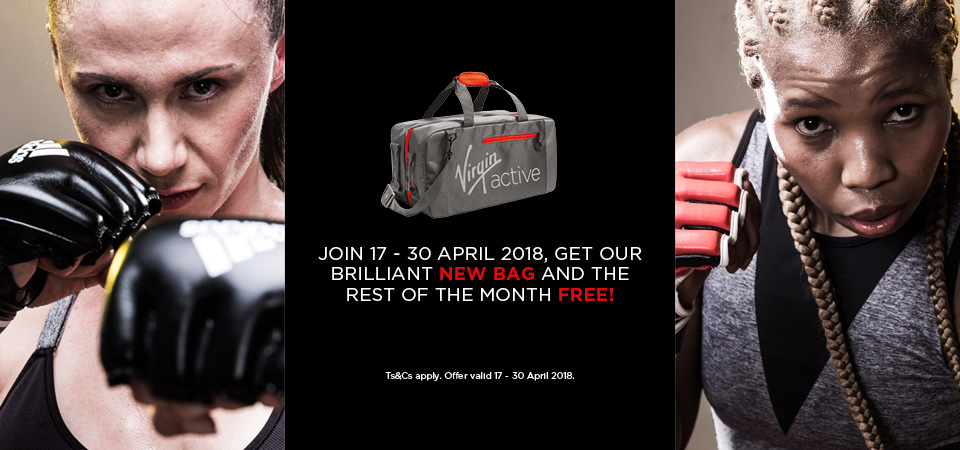 Virgin
active
JOIN 17 - 30 APRIL 2018, GET OUR
BRILLIANT NEW BAG AND THE
REST OF THE MONTH FREE!
Ts&Cs apply. Offer valid 17 - 30 April 2018.
adidas